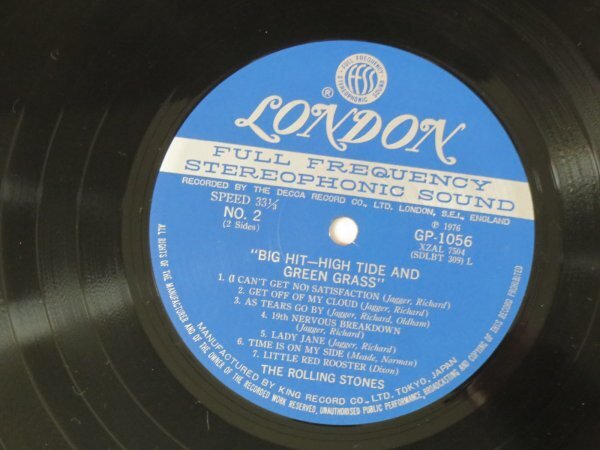 FULL FREQUENCY
ffss
STEREOPHONIC SOUND
® LONDON
FULL FREQUENCY
STEREOPHONIC SOUND
RECORDED BY THE DECCA RECORD CO., LTD. LONDON, S.E.I., ENGLAND
SPEED 33⅓
NO. 2
(2 Sides)
℗ 1976
GP-1056
XZAL 7504
(SDLBT 309) L
"BIG HIT—HIGH TIDE AND
GREEN GRASS"
1. (I CAN'T GET NO) SATISFACTION (Jagger, Richard)
2. GET OFF OF MY CLOUD (Jagger, Richard)
3. AS TEARS GO BY (Jagger, Richard, Oldham)
4. 19th NERVOUS BREAKDOWN
(Jagger, Richard)
5. LADY JANE (Jagger, Richard)
6. TIME IS ON MY SIDE (Meade, Norman)
7. LITTLE RED ROOSTER (Dixon)
THE ROLLING STONES
MANUFACTURED BY KING RECORD CO., LTD. TOKYO, JAPAN
ALL RIGHTS OF THE MANUFACTURER AND OF THE OWNER OF THE RECORDED WORK RESERVED, UNAUTHORISED PUBLIC PERFORMANCE, BROADCASTING AND COPYING OF THIS RECORD PROHIBITED